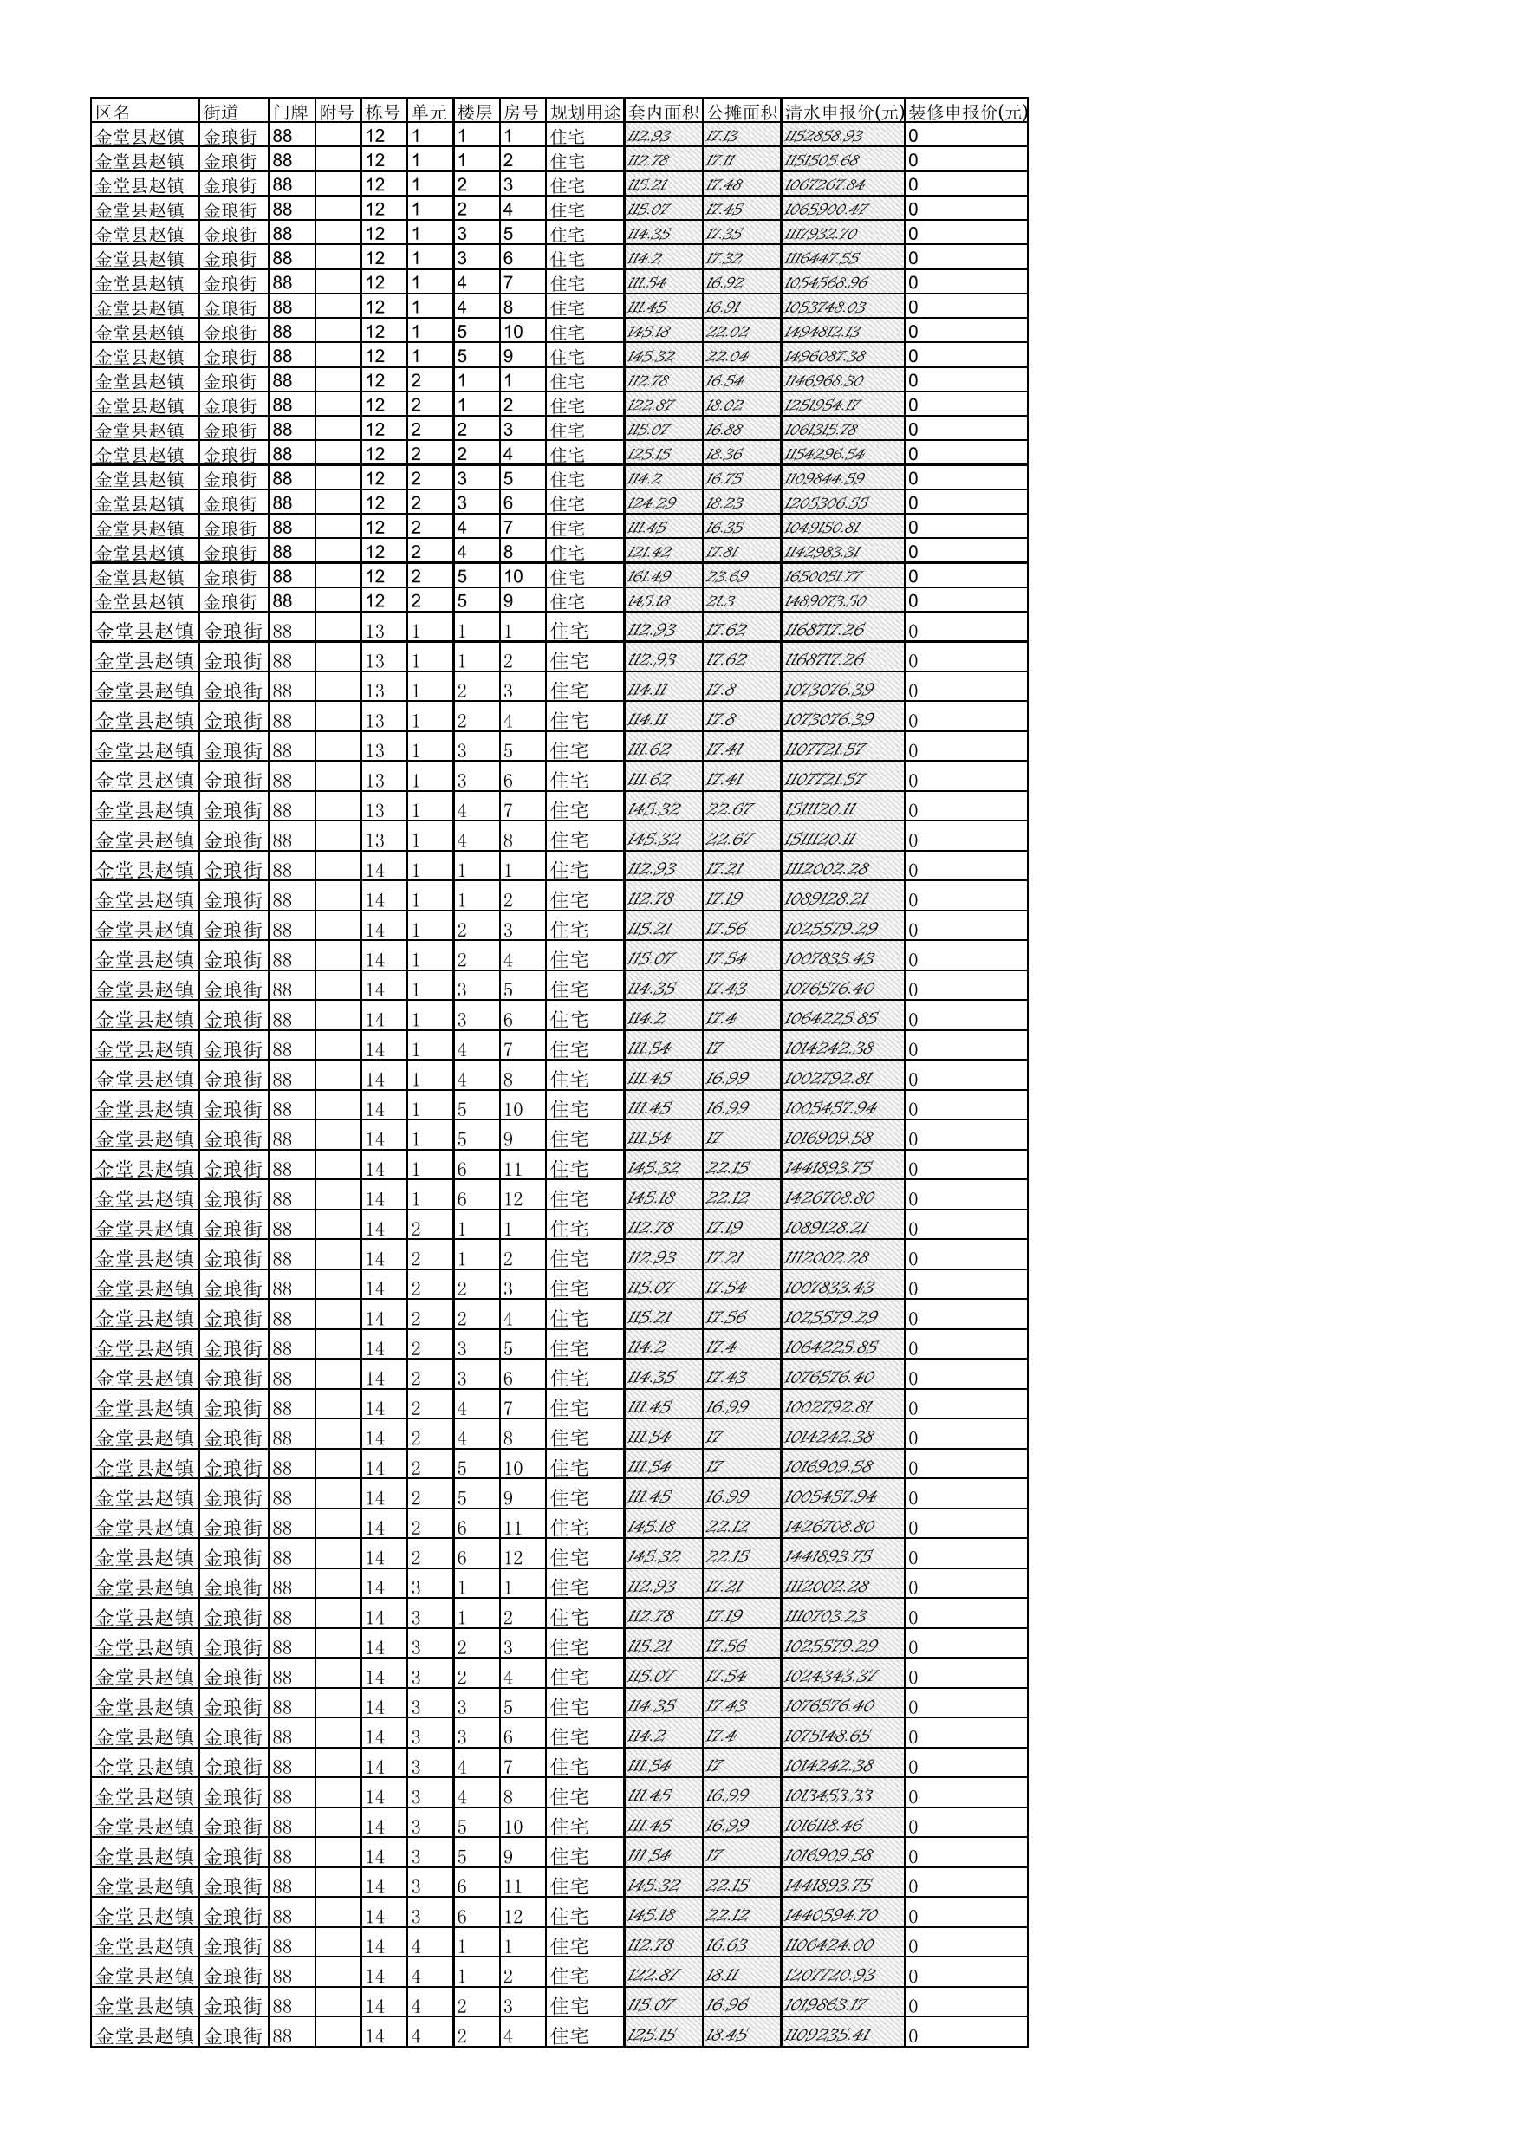 区名 街道 门牌 附号 栋号 单元 楼层 房号 规划用途 套内面积 公摊面积 清水申报价(元) 装修申报价(元)
金堂县赵镇 金琅街 88 12 1 1 1 住宅 112.93 17.13 1152858.93 0
金堂县赵镇 金琅街 88 12 1 1 2 住宅 112.78 17.11 1151505.68 0
金堂县赵镇 金琅街 88 12 1 2 3 住宅 115.21 17.48 1067267.84 0
金堂县赵镇 金琅街 88 12 1 2 4 住宅 115.07 17.45 1065900.47 0
金堂县赵镇 金琅街 88 12 1 3 5 住宅 114.35 17.35 1117932.70 0
金堂县赵镇 金琅街 88 12 1 3 6 住宅 114.2 17.32 1116447.55 0
金堂县赵镇 金琅街 88 12 1 4 7 住宅 111.54 16.92 1054568.96 0
金堂县赵镇 金琅街 88 12 1 4 8 住宅 111.45 16.91 1053748.03 0
金堂县赵镇 金琅街 88 12 1 5 10 住宅 145.18 22.02 1494812.13 0
金堂县赵镇 金琅街 88 12 1 5 9 住宅 145.32 22.04 1496087.38 0
金堂县赵镇 金琅街 88 12 2 1 1 住宅 112.78 16.54 1146968.30 0
金堂县赵镇 金琅街 88 12 2 1 2 住宅 122.87 18.02 1251954.17 0
金堂县赵镇 金琅街 88 12 2 2 3 住宅 115.07 16.88 1061315.78 0
金堂县赵镇 金琅街 88 12 2 2 4 住宅 125.15 18.36 1154296.54 0
金堂县赵镇 金琅街 88 12 2 3 5 住宅 114.2 16.75 1109844.59 0
金堂县赵镇 金琅街 88 12 2 3 6 住宅 124.29 18.23 1205306.55 0
金堂县赵镇 金琅街 88 12 2 4 7 住宅 111.45 16.35 1049150.81 0
金堂县赵镇 金琅街 88 12 2 4 8 住宅 121.42 17.81 1142983.31 0
金堂县赵镇 金琅街 88 12 2 5 10 住宅 161.49 23.69 1650051.77 0
金堂县赵镇 金琅街 88 12 2 5 9 住宅 145.18 21.3 1489073.50 0
金堂县赵镇 金琅街 88 13 1 1 1 住宅 112.93 17.62 1168717.26 0
金堂县赵镇 金琅街 88 13 1 1 2 住宅 112.93 17.62 1168717.26 0
金堂县赵镇 金琅街 88 13 1 2 3 住宅 114.11 17.8 1073076.39 0
金堂县赵镇 金琅街 88 13 1 2 4 住宅 114.11 17.8 1073076.39 0
金堂县赵镇 金琅街 88 13 1 3 5 住宅 111.62 17.41 1107721.57 0
金堂县赵镇 金琅街 88 13 1 3 6 住宅 111.62 17.41 1107721.57 0
金堂县赵镇 金琅街 88 13 1 4 7 住宅 145.32 22.67 1511120.11 0
金堂县赵镇 金琅街 88 13 1 4 8 住宅 145.32 22.67 1511120.11 0
金堂县赵镇 金琅街 88 14 1 1 1 住宅 112.93 17.21 1112002.28 0
金堂县赵镇 金琅街 88 14 1 1 2 住宅 112.78 17.19 1089128.21 0
金堂县赵镇 金琅街 88 14 1 2 3 住宅 115.21 17.56 1025579.29 0
金堂县赵镇 金琅街 88 14 1 2 4 住宅 115.07 17.54 1007833.43 0
金堂县赵镇 金琅街 88 14 1 3 5 住宅 114.35 17.43 1076576.40 0
金堂县赵镇 金琅街 88 14 1 3 6 住宅 114.2 17.4 1064225.85 0
金堂县赵镇 金琅街 88 14 1 4 7 住宅 111.54 17 1014242.38 0
金堂县赵镇 金琅街 88 14 1 4 8 住宅 111.45 16.99 1002792.81 0
金堂县赵镇 金琅街 88 14 1 5 10 住宅 111.45 16.99 1005457.94 0
金堂县赵镇 金琅街 88 14 1 5 9 住宅 111.54 17 1016909.58 0
金堂县赵镇 金琅街 88 14 1 6 11 住宅 145.32 22.15 1441893.75 0
金堂县赵镇 金琅街 88 14 1 6 12 住宅 145.18 22.12 1426708.80 0
金堂县赵镇 金琅街 88 14 2 1 1 住宅 112.78 17.19 1089128.21 0
金堂县赵镇 金琅街 88 14 2 1 2 住宅 112.93 17.21 1112002.28 0
金堂县赵镇 金琅街 88 14 2 2 3 住宅 115.07 17.54 1007833.43 0
金堂县赵镇 金琅街 88 14 2 2 4 住宅 115.21 17.56 1025579.29 0
金堂县赵镇 金琅街 88 14 2 3 5 住宅 114.2 17.4 1064225.85 0
金堂县赵镇 金琅街 88 14 2 3 6 住宅 114.35 17.43 1076576.40 0
金堂县赵镇 金琅街 88 14 2 4 7 住宅 111.45 16.99 1002792.81 0
金堂县赵镇 金琅街 88 14 2 4 8 住宅 111.54 17 1014242.38 0
金堂县赵镇 金琅街 88 14 2 5 10 住宅 111.54 17 1016909.58 0
金堂县赵镇 金琅街 88 14 2 5 9 住宅 111.45 16.99 1005457.94 0
金堂县赵镇 金琅街 88 14 2 6 11 住宅 145.18 22.12 1426708.80 0
金堂县赵镇 金琅街 88 14 2 6 12 住宅 145.32 22.15 1441893.75 0
金堂县赵镇 金琅街 88 14 3 1 1 住宅 112.93 17.21 1112002.28 0
金堂县赵镇 金琅街 88 14 3 1 2 住宅 112.78 17.19 1110703.23 0
金堂县赵镇 金琅街 88 14 3 2 3 住宅 115.21 17.56 1025579.29 0
金堂县赵镇 金琅街 88 14 3 2 4 住宅 115.07 17.54 1024343.37 0
金堂县赵镇 金琅街 88 14 3 3 5 住宅 114.35 17.43 1076576.40 0
金堂县赵镇 金琅街 88 14 3 3 6 住宅 114.2 17.4 1075148.65 0
金堂县赵镇 金琅街 88 14 3 4 7 住宅 111.54 17 1014242.38 0
金堂县赵镇 金琅街 88 14 3 4 8 住宅 111.45 16.99 1013453.33 0
金堂县赵镇 金琅街 88 14 3 5 10 住宅 111.45 16.99 1016118.46 0
金堂县赵镇 金琅街 88 14 3 5 9 住宅 111.54 17 1016909.58 0
金堂县赵镇 金琅街 88 14 3 6 11 住宅 145.32 22.15 1441893.75 0
金堂县赵镇 金琅街 88 14 3 6 12 住宅 145.18 22.12 1440594.70 0
金堂县赵镇 金琅街 88 14 4 1 1 住宅 112.78 16.63 1106424.00 0
金堂县赵镇 金琅街 88 14 4 1 2 住宅 122.87 18.11 1207720.93 0
金堂县赵镇 金琅街 88 14 4 2 3 住宅 115.07 16.96 1019863.17 0
金堂县赵镇 金琅街 88 14 4 2 4 住宅 125.15 18.45 1109235.41 0